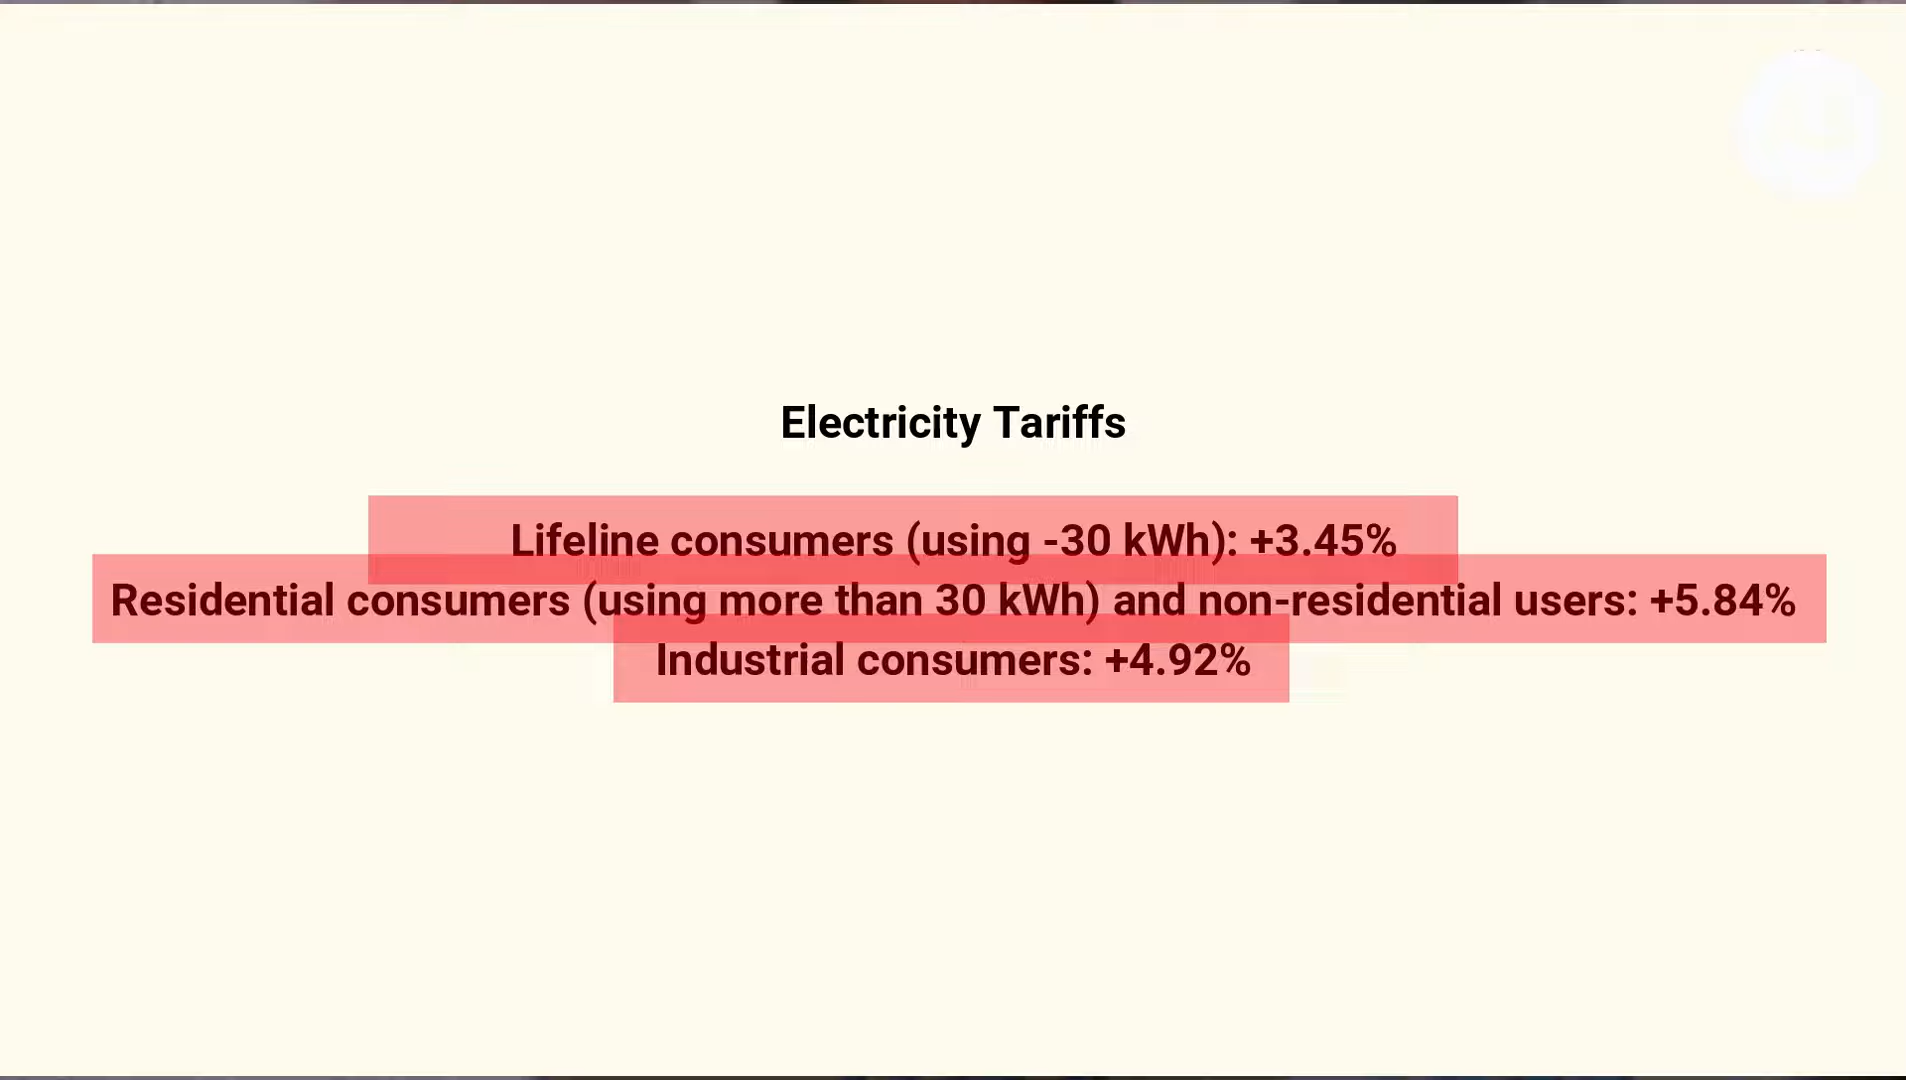 Electricity Tariffs
Lifeline consumers (using -30 kWh): +3.45%
Residential consumers (using more than 30 kWh) and non-residential users: +5.84%
Industrial consumers: +4.92%